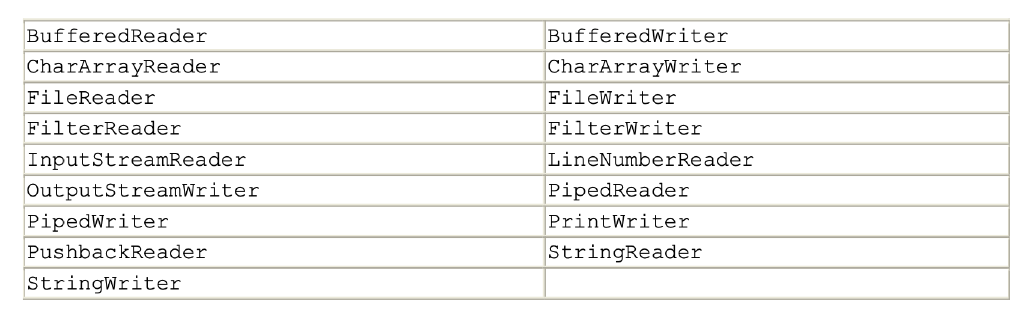 BufferedReader BufferedWriter
CharArrayReader CharArrayWriter
FileReader FileWriter
FilterReader FilterWriter
InputStreamReader LineNumberReader
OutputStreamWriter PipedReader
PipedWriter PrintWriter
PushbackReader StringReader
StringWriter